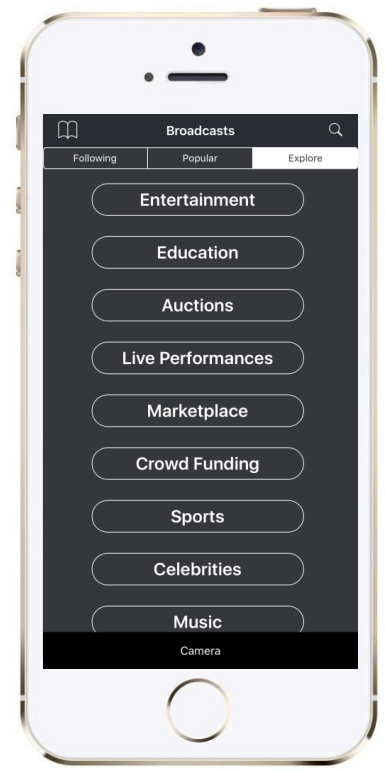 Broadcasts
Following Popular Explore
Entertainment
Education
Auctions
Live Performances
Marketplace
Crowd Funding
Sports
Celebrities
Music
Camera